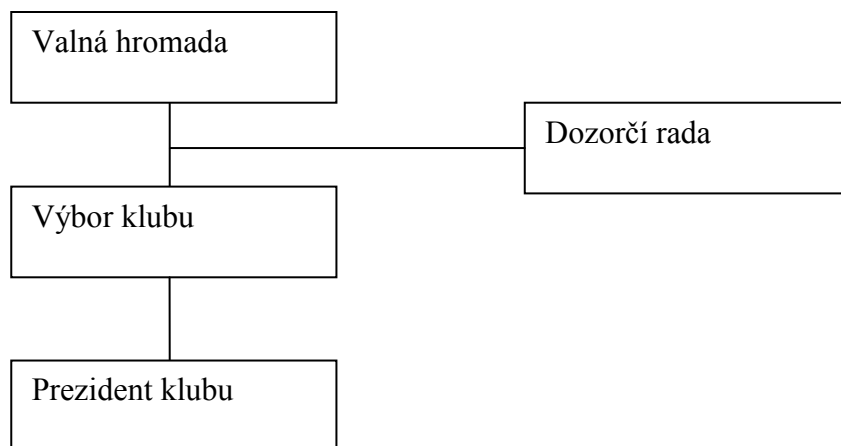 Valná hromada
Dozorčí rada
Výbor klubu
Prezident klubu